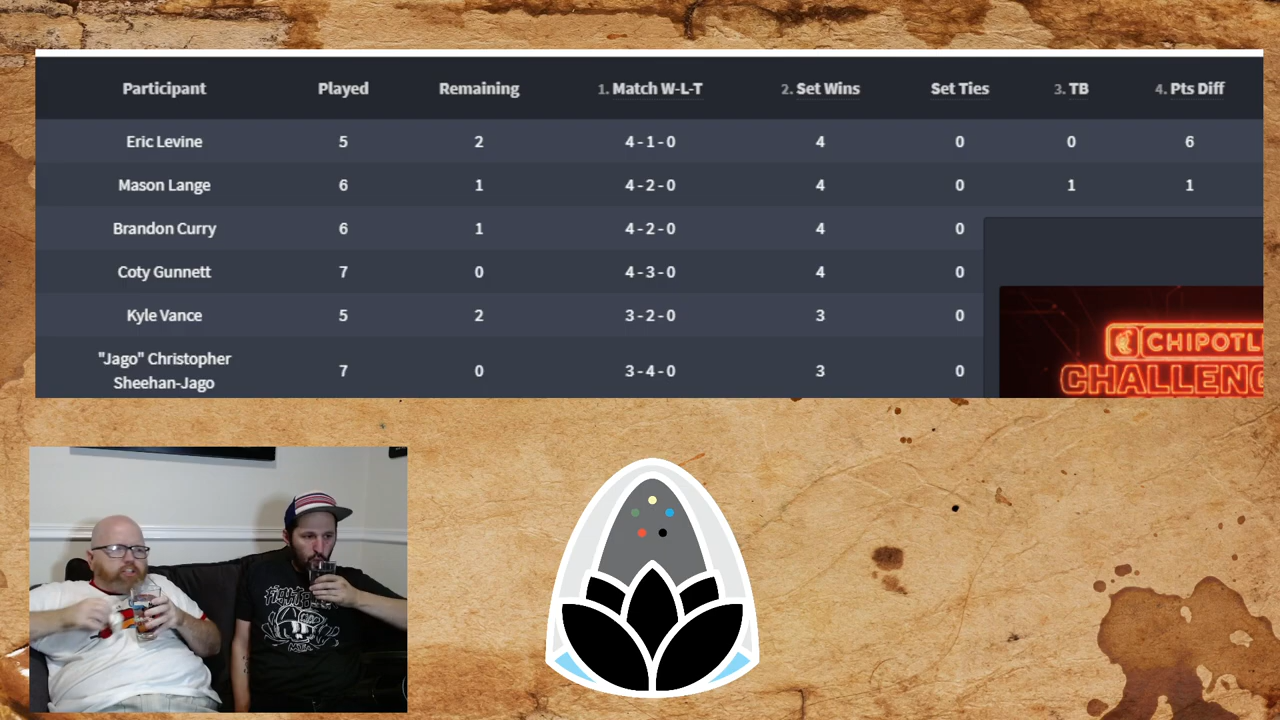 Participant Played Remaining 1. Match W-L-T 2. Set Wins Set Ties 3. TB 4. Pts Diff
Eric Levine 5 2 4 - 1 - 0 4 0 0 6
Mason Lange 6 1 4 - 2 - 0 4 0 1 1
Brandon Curry 6 1 4 - 2 - 0 4 0
Coty Gunnett 7 0 4 - 3 - 0 4 0
Kyle Vance 5 2 3 - 2 - 0 3 0
"Jago" Christopher
Sheehan-Jago 7 0 3 - 4 - 0 3 0